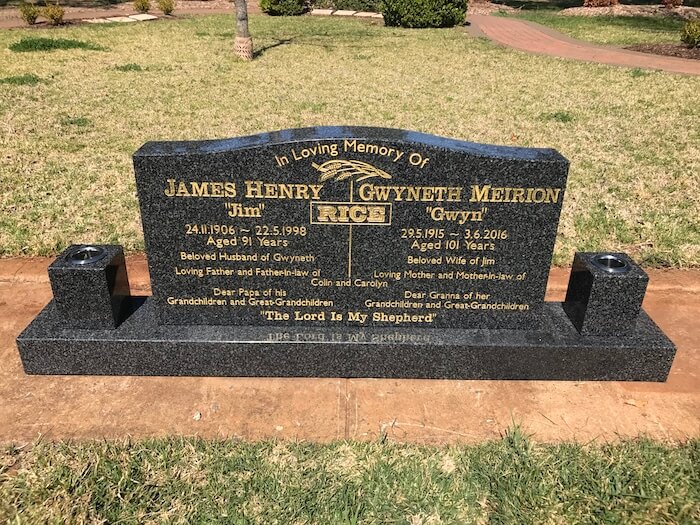 In Loving Memory Of
JAMES HENRY
"Jim"
24.11.1906 ~ 22.5.1998
Aged 91 Years
Beloved Husband of Gwyneth
Loving Father and Father-in-law of
Dear Papa of his
Grandchildren and Great-Grandchildren
RICE
GWYNETH MEIRION
"Gwyn"
29.5.1915 ~ 3.6.2016
Aged 101 Years
Beloved Wife of Jim
Loving Mother and Mother-in-law of
Colin and Carolyn
Dear Granna of her
Grandchildren and Great-Grandchildren
"The Lord Is My Shepherd"